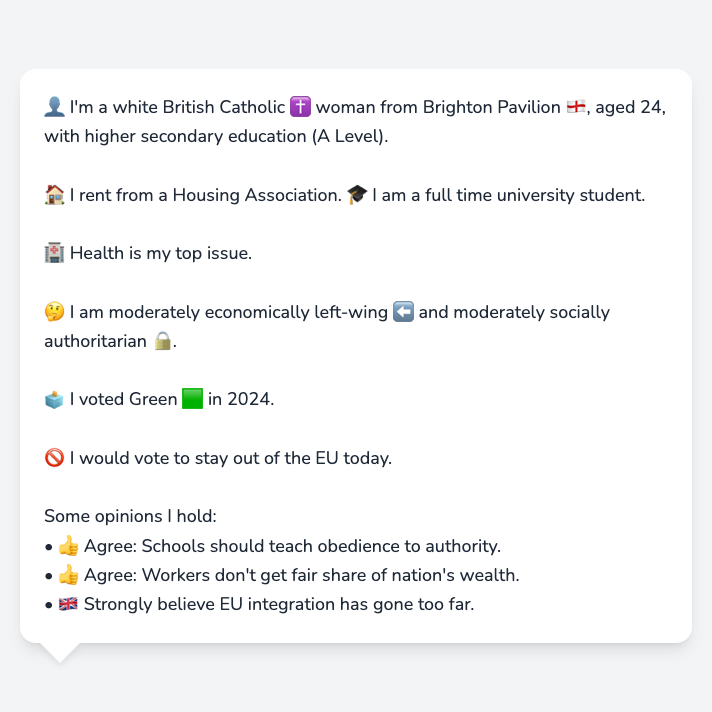 👤 I'm a white British Catholic ✝️ woman from Brighton Pavilion 🏴󠁧󠁢󠁥󠁮󠁧󠁿, aged 24,
with higher secondary education (A Level).
🏠 I rent from a Housing Association. 🎓 I am a full time university student.
🏥 Health is my top issue.
🤔 I am moderately economically left-wing ⬅️ and moderately socially
authoritarian 🔒.
🗳️ I voted Green 🟩 in 2024.
🚫 I would vote to stay out of the EU today.
Some opinions I hold:
• 👍 Agree: Schools should teach obedience to authority.
• 👍 Agree: Workers don't get fair share of nation's wealth.
• 🇬🇧 Strongly believe EU integration has gone too far.